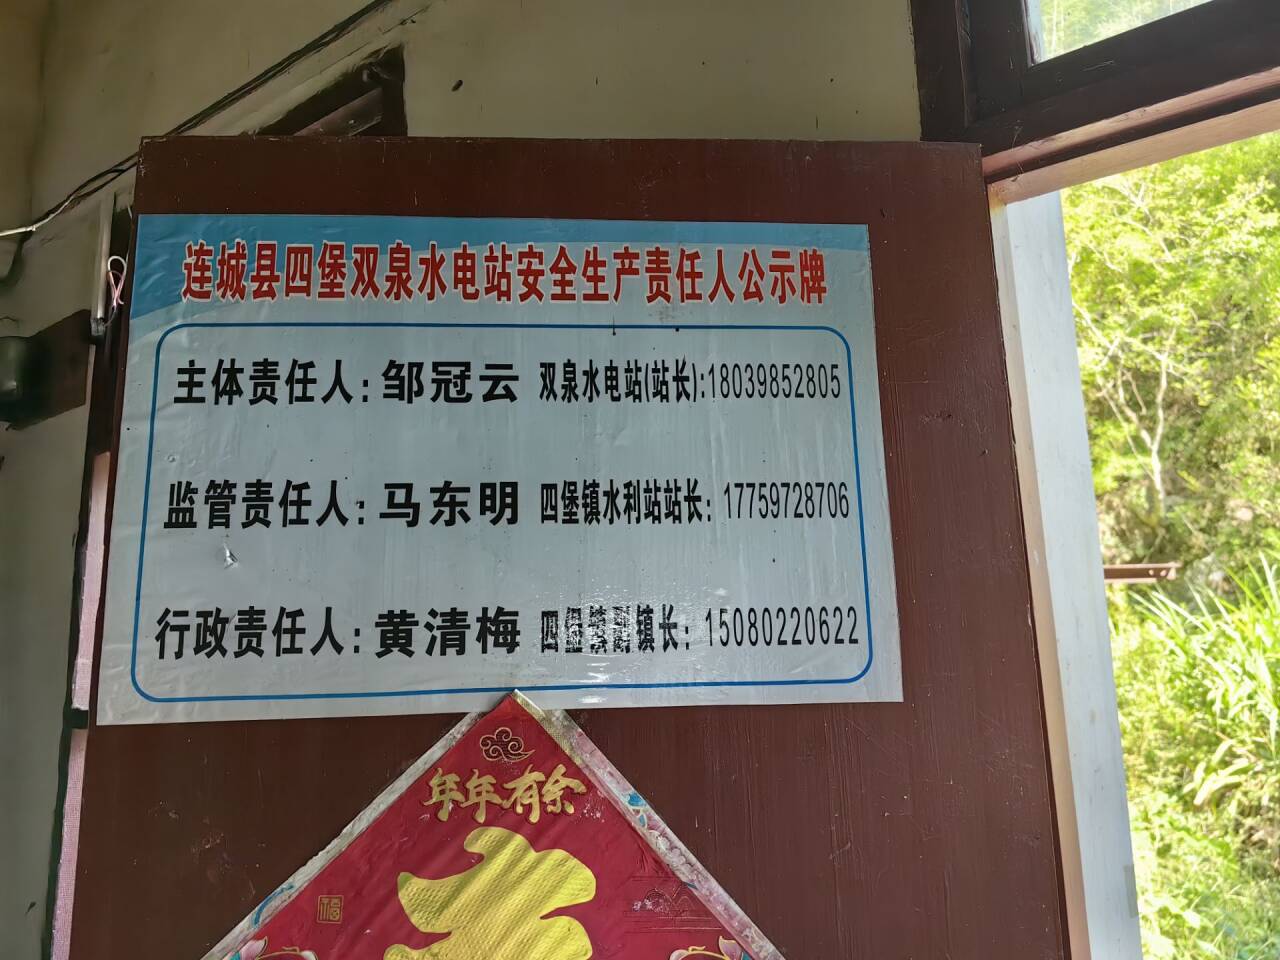 连城县四堡双泉水电站安全生产责任人公示牌
主体责任人：邹冠云 双泉水电站(站长):18039852805
监管责任人：马东明 四堡镇水利站站长：17759728706
行政责任人：黄清梅 四堡镇副镇长：15080220622
年年有余
福